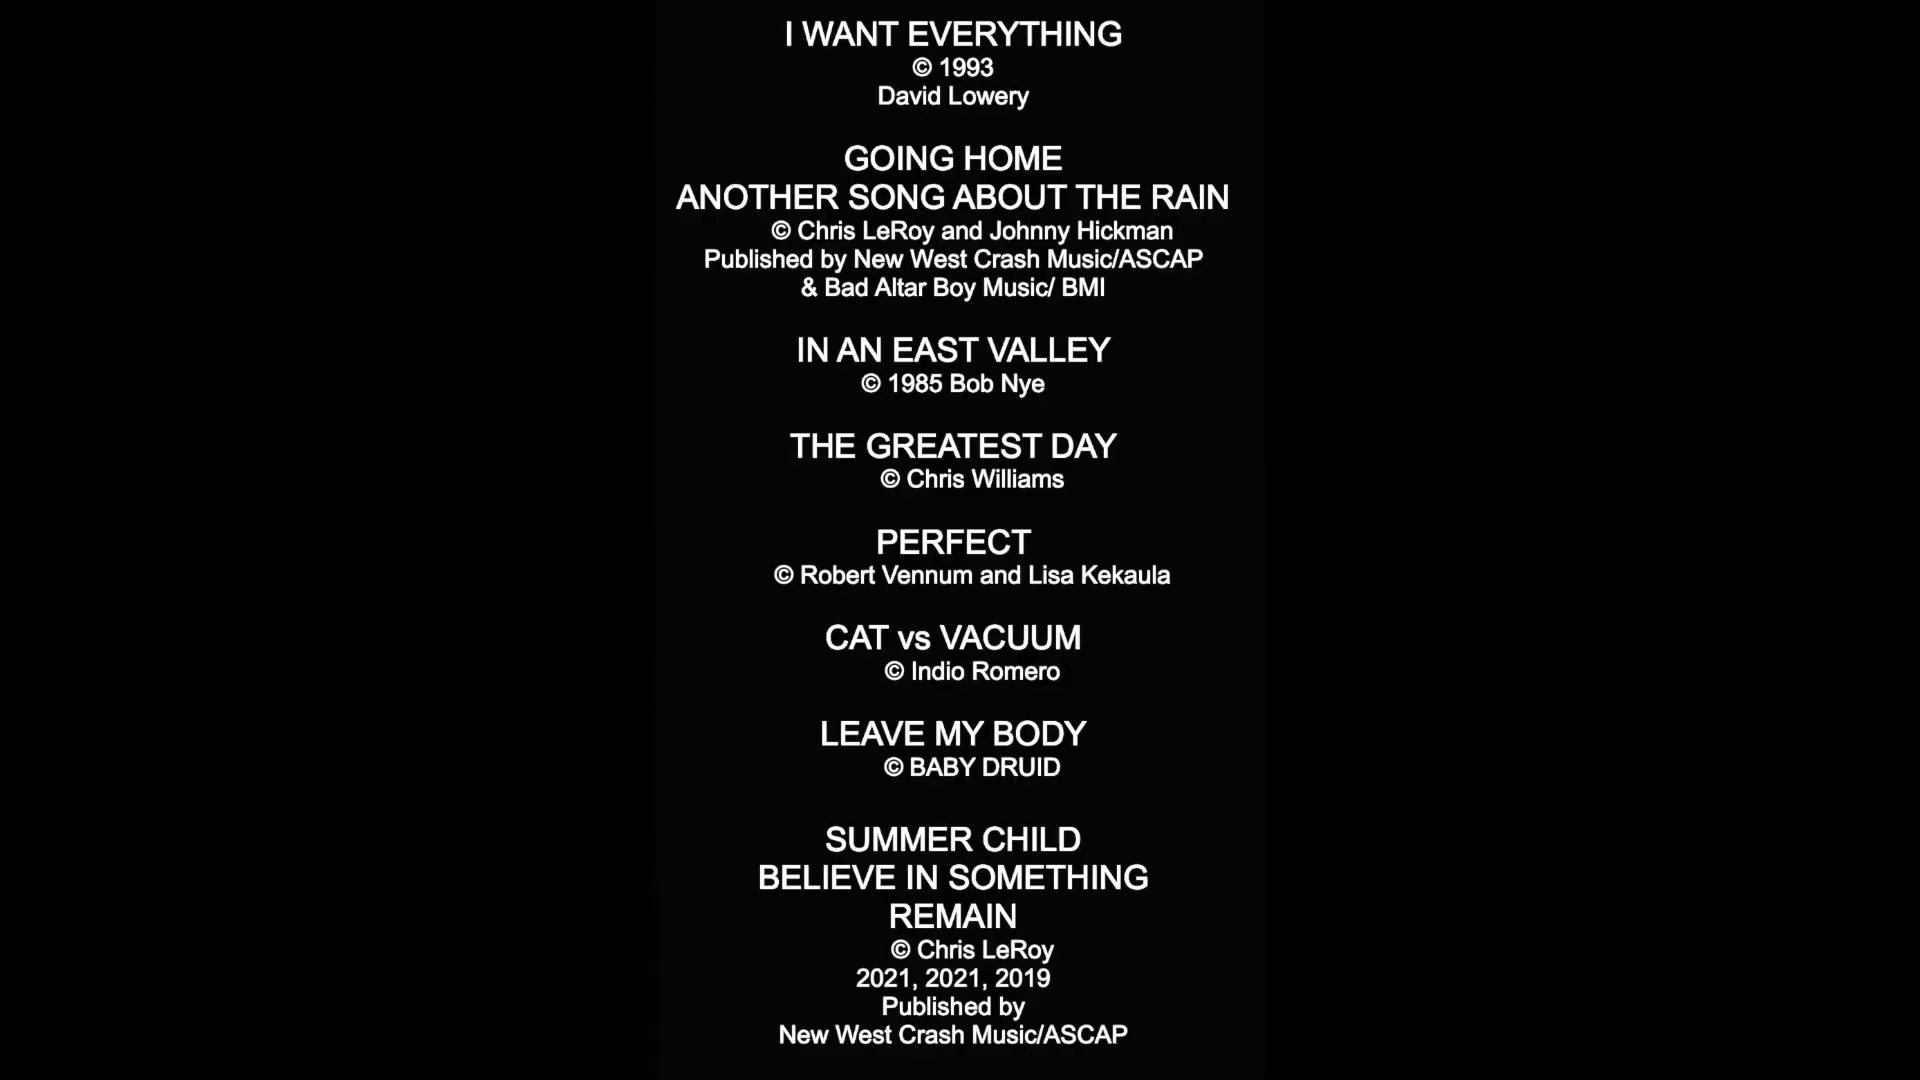 I WANT EVERYTHING
© 1993
David Lowery
GOING HOME
ANOTHER SONG ABOUT THE RAIN
© Chris LeRoy and Johnny Hickman
Published by New West Crash Music/ASCAP
& Bad Altar Boy Music/ BMI
IN AN EAST VALLEY
© 1985 Bob Nye
THE GREATEST DAY
© Chris Williams
PERFECT
© Robert Vennum and Lisa Kekaula
CAT vs VACUUM
© Indio Romero
LEAVE MY BODY
© BABY DRUID
SUMMER CHILD
BELIEVE IN SOMETHING
REMAIN
© Chris LeRoy
2021, 2021, 2019
Published by
New West Crash Music/ASCAP